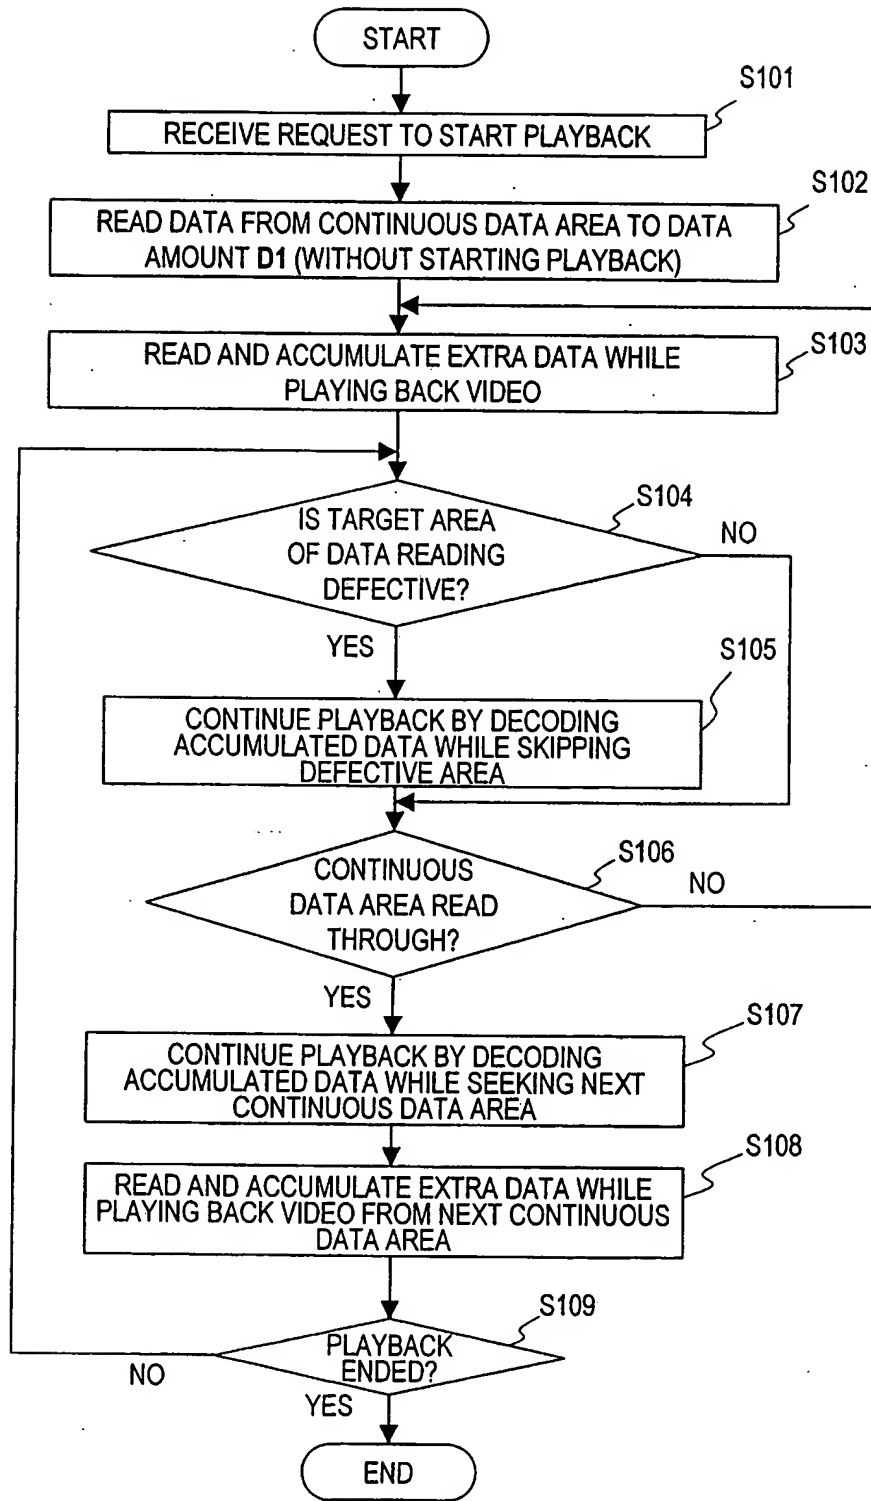 START
S101
RECEIVE REQUEST TO START PLAYBACK
S102
READ DATA FROM CONTINUOUS DATA AREA TO DATA
AMOUNT D1 (WITHOUT STARTING PLAYBACK)
S103
READ AND ACCUMULATE EXTRA DATA WHILE
PLAYING BACK VIDEO
S104
IS TARGET AREA
OF DATA READING
DEFECTIVE?
NO
YES
S105
CONTINUE PLAYBACK BY DECODING
ACCUMULATED DATA WHILE SKIPPING
DEFECTIVE AREA
S106
CONTINUOUS
DATA AREA READ
THROUGH?
NO
YES
S107
CONTINUE PLAYBACK BY DECODING
ACCUMULATED DATA WHILE SEEKING NEXT
CONTINUOUS DATA AREA
S108
READ AND ACCUMULATE EXTRA DATA WHILE
PLAYING BACK VIDEO FROM NEXT CONTINUOUS
DATA AREA
S109
PLAYBACK
ENDED?
NO
YES
END